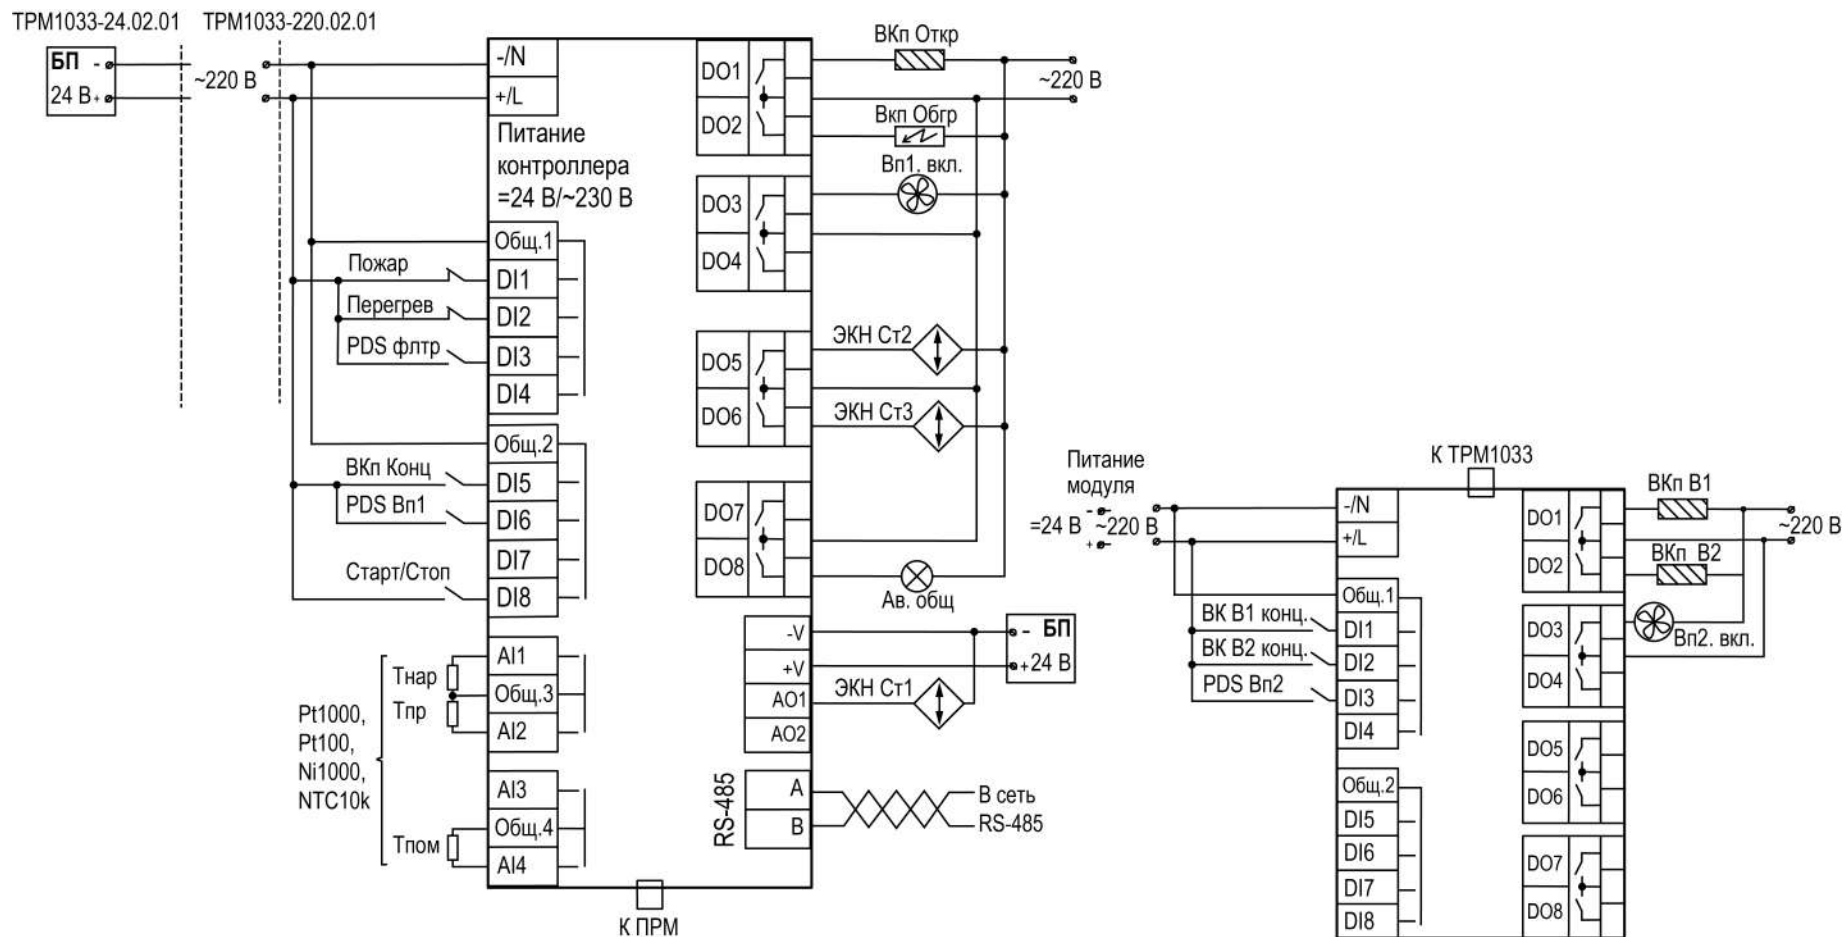 ТРМ1033-24.02.01
ТРМ1033-220.02.01
БП -
24 В+
~220 В
-/N
+/L
Питание
контроллера
=24 В/~230 В
Общ.1
Пожар
DI1
Перегрев
DI2
PDS флтр
DI3
DI4
Общ.2
ВКп Конц
DI5
PDS Вп1
DI6
DI7
Старт/Стоп
DI8
AI1
Тнар
Общ.3
Тпр
AI2
Pt1000,
Pt100,
Ni1000,
NTC10k
AI3
Общ.4
Тпом
AI4
К ПРМ
DO1
DO2
DO3
DO4
DO5
DO6
DO7
DO8
ВКп Откр
~220 В
Вкп Обгр
Вп1. вкл.
ЭКН Ст2
ЭКН Ст3
Ав. общ
-V
+V
AO1
AO2
- БП
+24 В
ЭКН Ст1
RS-485
A
B
В сеть
RS-485
К ТРМ1033
Питание
модуля
-
=24 В ~220 В
+
-/N
+/L
Общ.1
ВК В1 конц.
DI1
ВК В2 конц.
DI2
PDS Вп2
DI3
DI4
Общ.2
DI5
DI6
DI7
DI8
DO1
DO2
DO3
DO4
DO5
DO6
DO7
DO8
ВКп В1
~220 В
ВКп В2
Вп2. вкл.